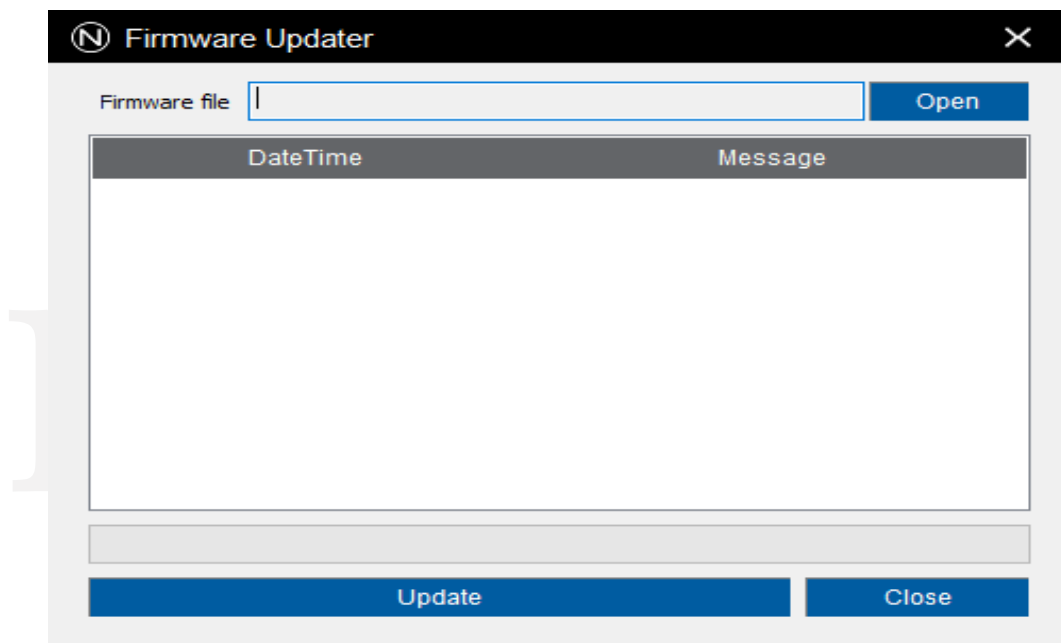 N Firmware Updater
Firmware file Open
DateTime Message
Update Close